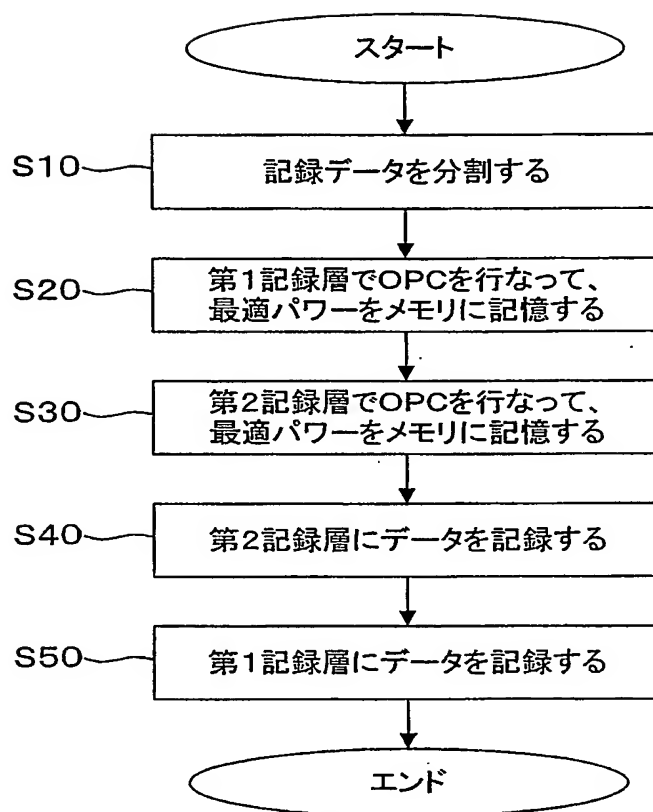 スタート
S10
記録データを分割する
S20
第1記録層でOPCを行なって、
最適パワーをメモリに記憶する
S30
第2記録層でOPCを行なって、
最適パワーをメモリに記憶する
S40
第2記録層にデータを記録する
S50
第1記録層にデータを記録する
エンド